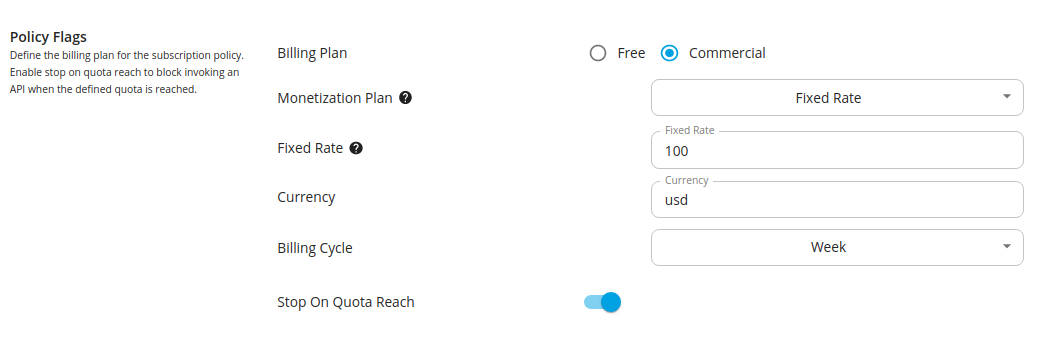 Policy Flags
Define the billing plan for the subscription policy.
Enable stop on quota reach to block invoking an
API when the defined quota is reached.
Billing Plan
Free
Commercial
Monetization Plan ?
Fixed Rate
Fixed Rate ?
Fixed Rate
100
Currency
Currency
usd
Billing Cycle
Week
Stop On Quota Reach